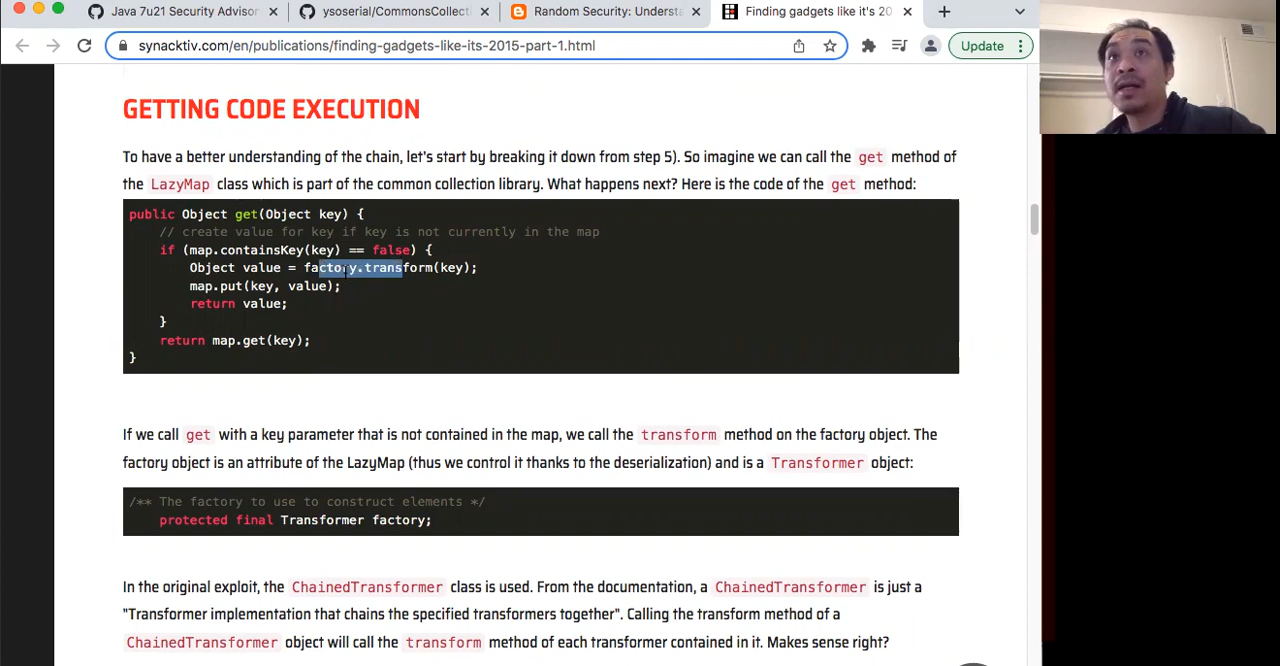 Java 7u21 Security Advisor
ysoserial/CommonsCollecti
Random Security: Understa
Finding gadgets like it's 20
synacktiv.com/en/publications/finding-gadgets-like-its-2015-part-1.html
Update
GETTING CODE EXECUTION
To have a better understanding of the chain, let's start by breaking it down from step 5). So imagine we can call the get method of
the LazyMap class which is part of the common collection library. What happens next? Here is the code of the get method:
public Object get(Object key) {
// create value for key if key is not currently in the map
if (map.containsKey(key) == false) {
Object value = factory.transform(key);
map.put(key, value);
return value;
}
return map.get(key);
}
If we call get with a key parameter that is not contained in the map, we call the transform method on the factory object. The
factory object is an attribute of the LazyMap (thus we control it thanks to the deserialization) and is a Transformer object:
/** The factory to use to construct elements */
protected final Transformer factory;
In the original exploit, the ChainedTransformer class is used. From the documentation, a ChainedTransformer is just a
"Transformer implementation that chains the specified transformers together". Calling the transform method of a
ChainedTransformer object will call the transform method of each transformer contained in it. Makes sense right?